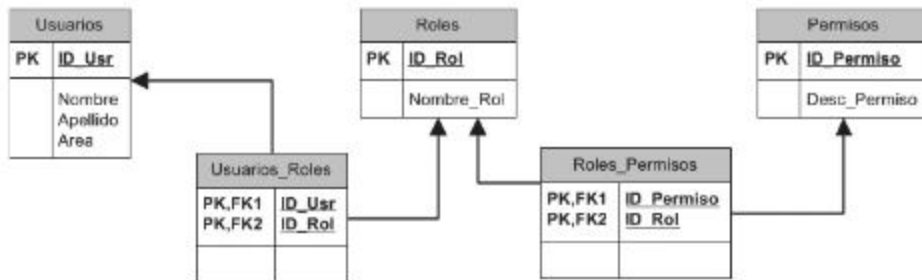 Usuarios
PK ID_Usr
Nombre
Apellido
Area
Roles
PK ID_Rol
Nombre_Rol
Permisos
PK ID_Permiso
Desc_Permiso
Usuarios_Roles
PK,FK1 ID_Usr
PK,FK2 ID_Rol
Roles_Permisos
PK,FK1 ID_Permiso
PK,FK2 ID_Rol